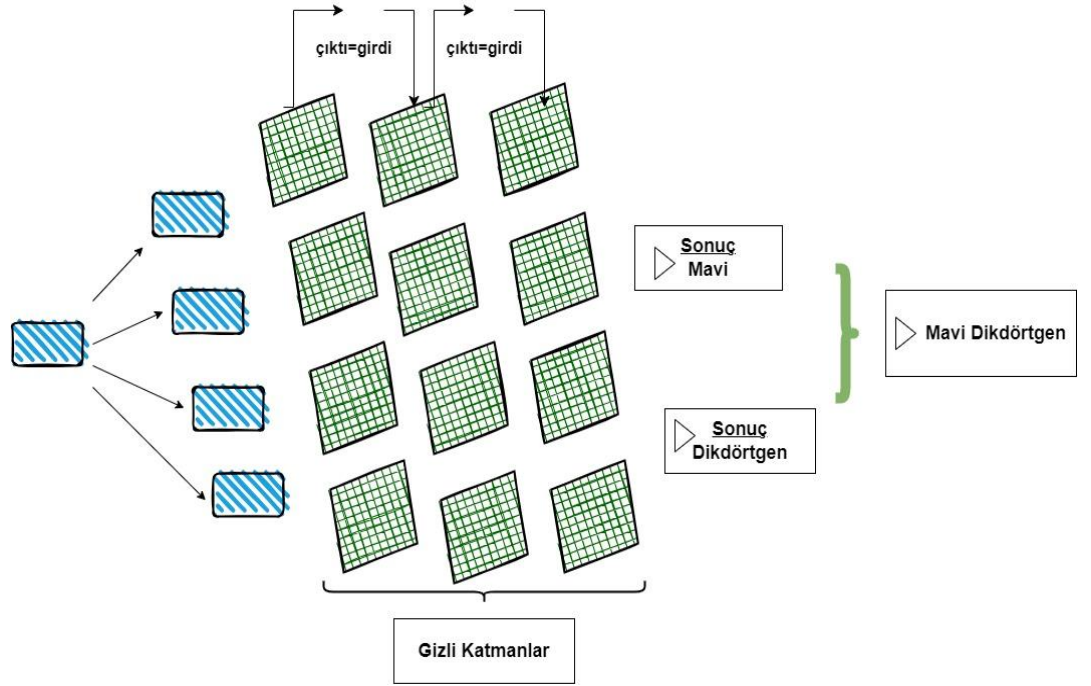 çıktı=girdi
çıktı=girdi
Sonuç
Mavi
Mavi Dikdörtgen
Sonuç
Dikdörtgen
Gizli Katmanlar